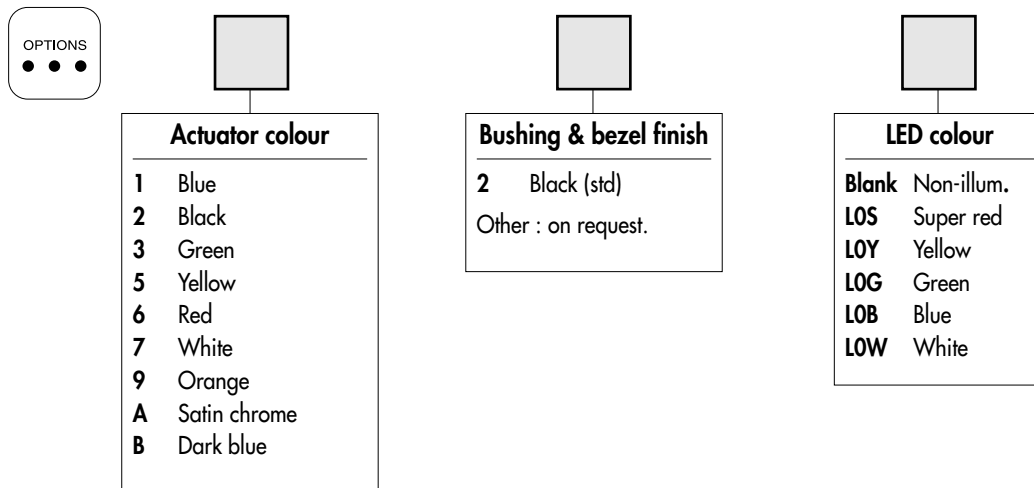 OPTIONS
Actuator colour
1 Blue
2 Black
3 Green
5 Yellow
6 Red
7 White
9 Orange
A Satin chrome
B Dark blue
Bushing & bezel finish
2 Black (std)
Other : on request.
LED colour
Blank Non-illum.
L0S Super red
L0Y Yellow
L0G Green
L0B Blue
L0W White